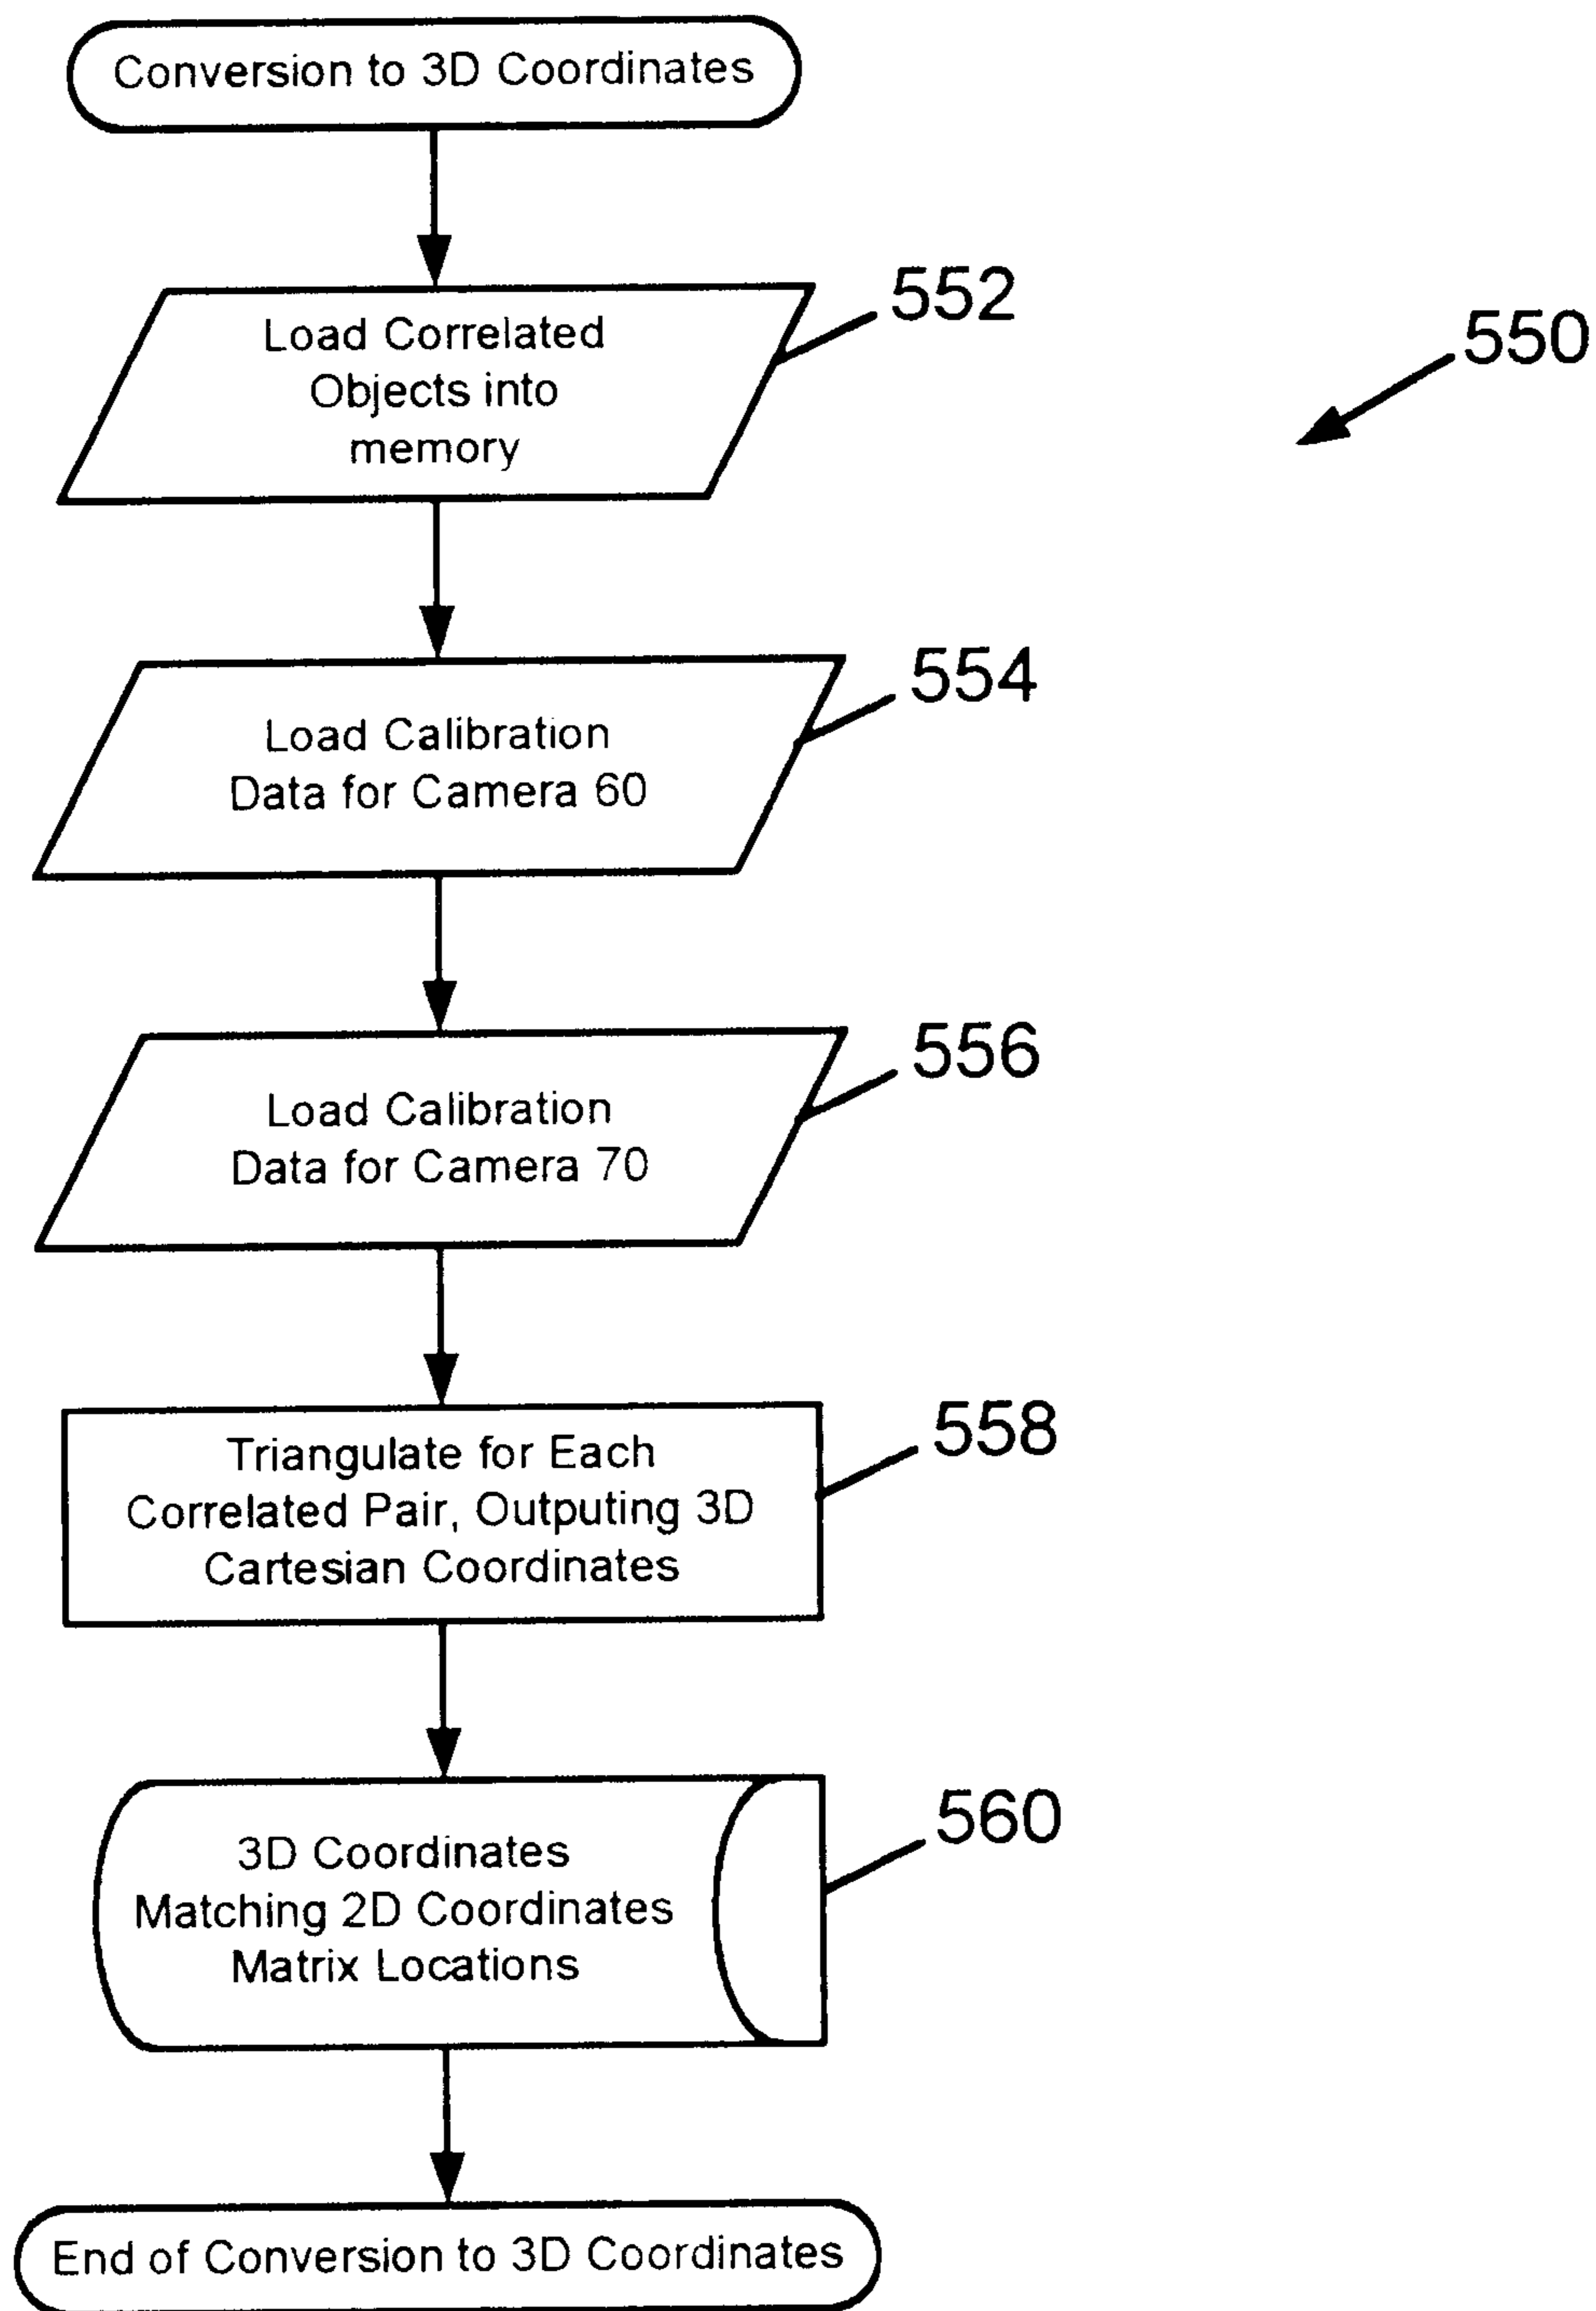 Conversion to 3D Coordinates
Load Correlated
Objects into
memory
552
550
Load Calibration
Data for Camera 60
554
Load Calibration
Data for Camera 70
556
Triangulate for Each
Correlated Pair, Outputing 3D
Cartesian Coordinates
558
3D Coordinates
Matching 2D Coordinates
Matrix Locations
560
End of Conversion to 3D Coordinates